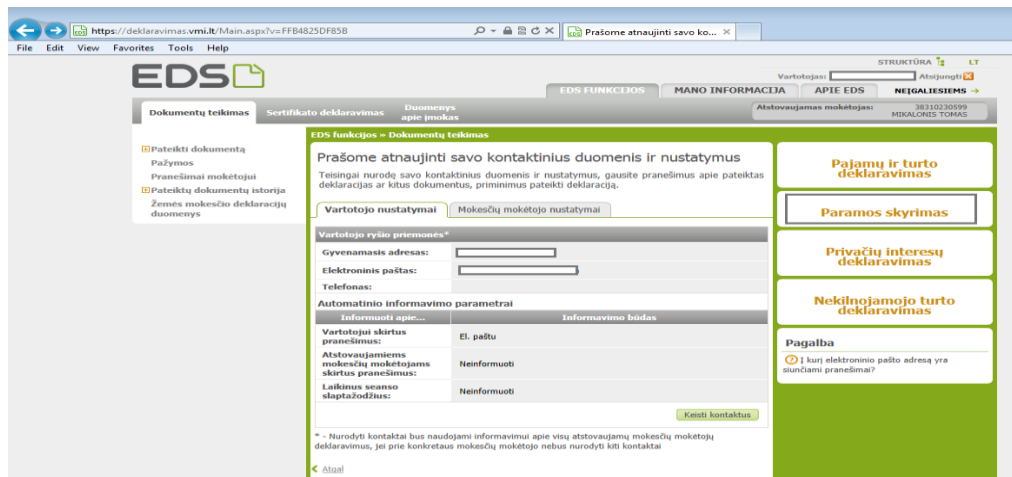 https://deklaravimas.vmi.lt/Main.aspx?v=FFB4825DF85B
Prašome atnaujinti savo ko...
File Edit View Favorites Tools Help
EDS
STRUKTŪRA LT
Vartotojas: Atsijungti
EDS FUNKCIJOS MANO INFORMACIJA APIE EDS NEĮGALIESIEMS
Dokumentų teikimas Sertifikato deklaravimas Duomenys apie įmokas
Atstovaujamas mokėtojas: 38310230599
MIKALONIS TOMAS
EDS funkcijos » Dokumentų teikimas
Pateikti dokumentą
Pažymos
Pranešimai mokėtojui
Pateiktų dokumentų istorija
Žemės mokesčio deklaracijų
duomenys
Prašome atnaujinti savo kontaktinius duomenis ir nustatymus
Teisingai nurodę savo kontaktinius duomenis ir nustatymus, gausite pranešimus apie pateiktas
deklaracijas ar kitus dokumentus, priminimus pateikti deklaraciją.
Vartotojo nustatymai Mokesčių mokėtojo nustatymai
Vartotojo ryšio priemonės*
Gyvenamasis adresas:
Elektroninis paštas:
Telefonas:
Automatinio informavimo parametrai
Informuoti apie... Informavimo būdas
Vartotojui skirtus
pranešimus:
El. paštu
Atstovaujamiems
mokesčių mokėtojams
skirtus pranešimus:
Neinformuoti
Laikinus seanso
slaptažodžius:
Neinformuoti
Keisti kontaktus
* - Nurodyti kontaktai bus naudojami informavimui apie visų atstovaujamų mokesčių mokėtojų
deklaravimus, jei prie konkretaus mokesčių mokėtojo nebus nurodyti kiti kontaktai
Atgal
Pajamų ir turto
deklaravimas
Paramos skyrimas
Privačių interesų
deklaravimas
Nekilnojamojo turto
deklaravimas
Pagalba
Į kurį elektroninio pašto adresą yra
siunčiami pranešimai?